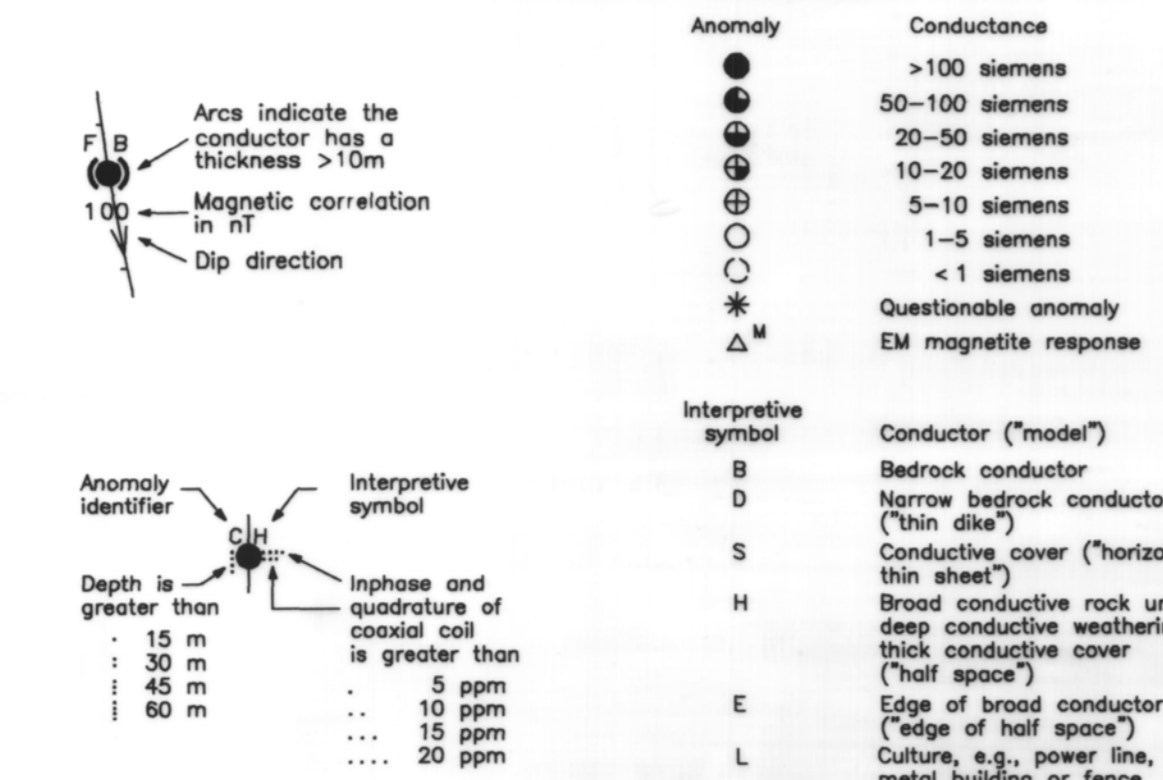 F B
Arcs indicate the
conductor has a
thickness >10m
100
Magnetic correlation
in nT
Dip direction
Anomaly Conductance
>100 siemens
50-100 siemens
20-50 siemens
10-20 siemens
5-10 siemens
1-5 siemens
<1 siemens
Questionable anomaly
M EM magnetite response
Anomaly
identifier
Interpretive
symbol
C H
Depth is
greater than
· 15 m
: 30 m
⋮ 45 m
⁞ 60 m
Inphase and
quadrature of
coaxial coil
is greater than
. 5 ppm
.. 10 ppm
... 15 ppm
.... 20 ppm
Interpretive
symbol Conductor ("model")
B Bedrock conductor
D Narrow bedrock conducto
("thin dike")
S Conductive cover ("horizo
thin sheet")
H Broad conductive rock u
deep conductive weatheri
thick conductive cover
("half space")
E Edge of broad conductor
("edge of half space")
L Culture, e.g., power line,
metal building or fence